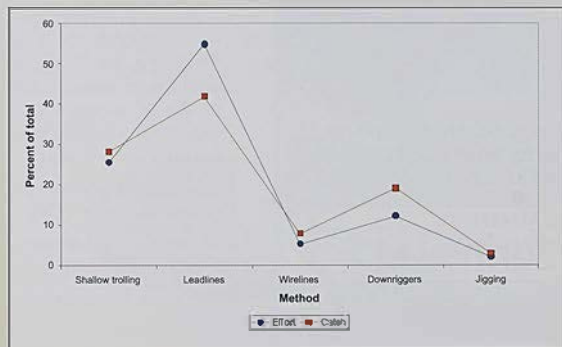 60
50
40
30
20
10
0
Percent of total
Shallow trolling Leadlines Wirelines Downriggers Jigging
Method
Effort Catch